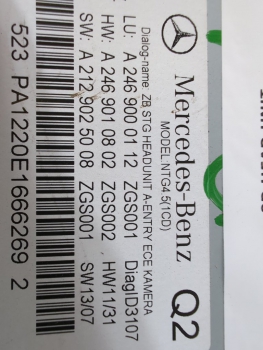 Mercedes-Benz Q2
MODEL:NTG4.5(1CD)
Dialog-name: ZB STG HEADUNIT A-ENTRY ECE KAMERA
LU: A 246 900 01 12 ZGS001 DiagID3107
HW: A 246 901 08 02 ZGS002 HW11/31
SW: A 217 902 50 08 ZGS001 SW13/07
523 PA1220E1666269 2